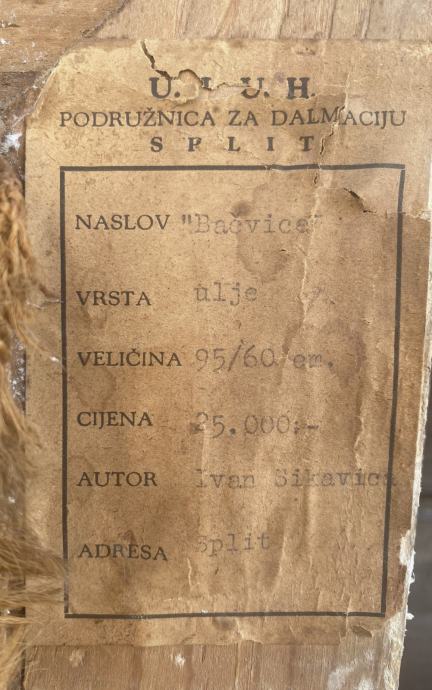 U. L U. H.
PODRUŽNICA ZA DALMACIJU
SPLIT
NASLOV "Bačvice"
VRSTA ulje
VELIČINA 95/60 cm.
CIJENA 25.000:-
AUTOR Ivan Sikavica
ADRESA Split